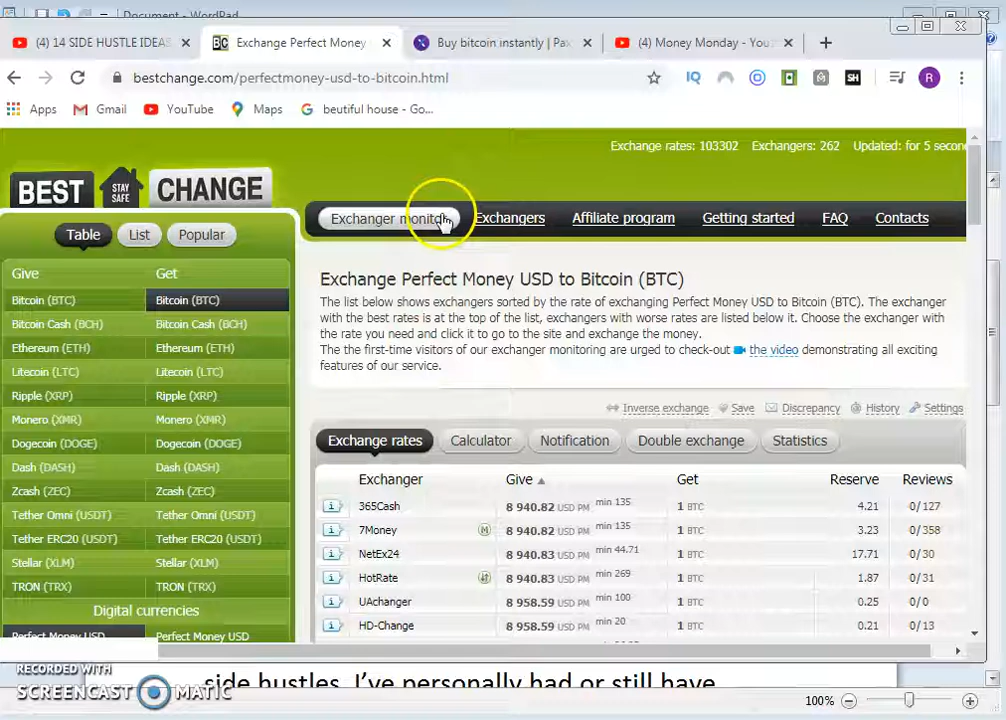 Document - WordPad
(4) 14 SIDE HUSTLE IDEAS
Exchange Perfect Money
Buy bitcoin instantly | Pax
(4) Money Monday - You
bestchange.com/perfectmoney-usd-to-bitcoin.html
IQ
SH
R
Apps
Gmail
YouTube
Maps
beutiful house - Go...
Exchange rates: 103302 Exchangers: 262 Updated: for 5 secon
BEST STAY SAFE CHANGE
Exchanger monito
Exchangers
Affiliate program
Getting started
FAQ
Contacts
Table
List
Popular
Give Get
Bitcoin (BTC) Bitcoin (BTC)
Bitcoin Cash (BCH) Bitcoin Cash (BCH)
Ethereum (ETH) Ethereum (ETH)
Litecoin (LTC) Litecoin (LTC)
Ripple (XRP) Ripple (XRP)
Monero (XMR) Monero (XMR)
Dogecoin (DOGE) Dogecoin (DOGE)
Dash (DASH) Dash (DASH)
Zcash (ZEC) Zcash (ZEC)
Tether Omni (USDT) Tether Omni (USDT)
Tether ERC20 (USDT) Tether ERC20 (USDT)
Stellar (XLM) Stellar (XLM)
TRON (TRX) TRON (TRX)
Digital currencies
Perfect Money USD Perfect Money USD
Exchange Perfect Money USD to Bitcoin (BTC)
The list below shows exchangers sorted by the rate of exchanging Perfect Money USD to Bitcoin (BTC). The exchanger
with the best rates is at the top of the list, exchangers with worse rates are listed below it. Choose the exchanger with
the rate you need and click it to go to the site and exchange the money.
The the first-time visitors of our exchanger monitoring are urged to check-out the video demonstrating all exciting
features of our service.
Inverse exchange Save Discrepancy History Settings
Exchange rates Calculator Notification Double exchange Statistics
Exchanger Give Get Reserve Reviews
365Cash 8 940.82 USD PM min 135 1 BTC 4.21 0/127
7Money M 8 940.82 USD PM min 135 1 BTC 3.23 0/358
NetEx24 8 940.83 USD PM min 44.71 1 BTC 17.71 0/30
HotRate 8 940.83 USD PM min 269 1 BTC 1.87 0/31
UAchanger 8 958.59 USD PM min 100 1 BTC 0.25 0/0
HD-Change 8 958.59 USD PM min 20 1 BTC 0.21 0/13
side hustles. I've personally had or still have
RECORDED WITH
SCREENCAST MATIC
100%